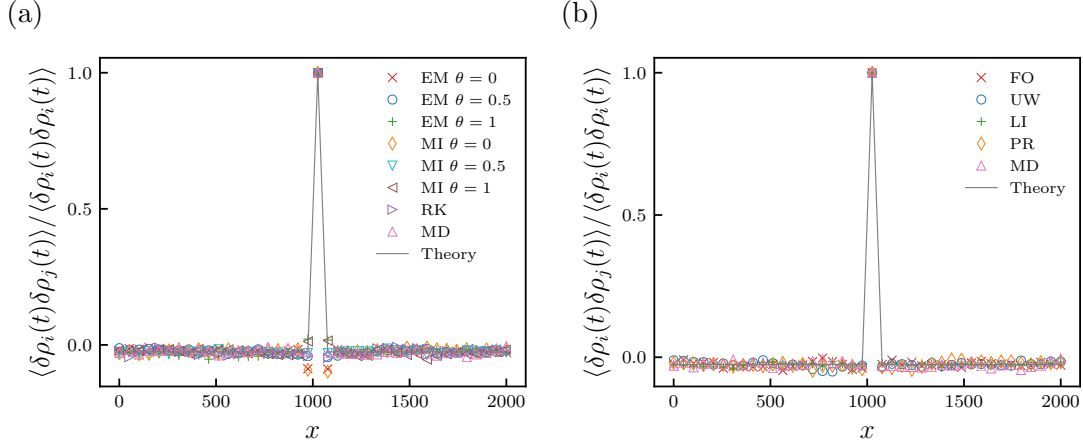 (a)
⟨δρᵢ(t)δρⱼ(t)⟩/⟨δρᵢ(t)δρᵢ(t)⟩
1.0
0.5
0.0
0
500
1000
1500
2000
x
EM θ = 0
EM θ = 0.5
EM θ = 1
MI θ = 0
MI θ = 0.5
MI θ = 1
RK
MD
Theory
(b)
⟨δρᵢ(t)δρⱼ(t)⟩/⟨δρᵢ(t)δρᵢ(t)⟩
1.0
0.5
0.0
0
500
1000
1500
2000
x
FO
UW
LI
PR
MD
Theory